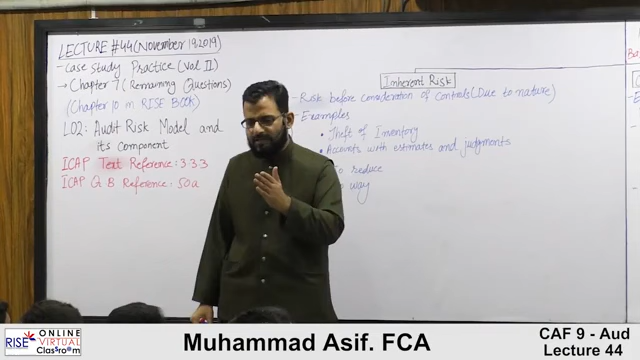 LECTURE #44 (November 19, 2019)
→ Case Study Practice (Vol II)
→ Chapter 7 (Remaining Questions)
(Chapter 10 in RISE BOOK)
LO2: Audit Risk Model and
its Component
ICAP Text Reference: 3.3.3
ICAP Q B Reference: 50a
Inherent Risk
- Risk before consideration of Controls (Due to nature)
- Examples
• Theft of Inventory
• Accounts with estimates and judgments
to reduce
way
RISE
ONLINE
VIRTUAL
Classroom
Muhammad Asif. FCA
CAF 9 - Aud
Lecture 44